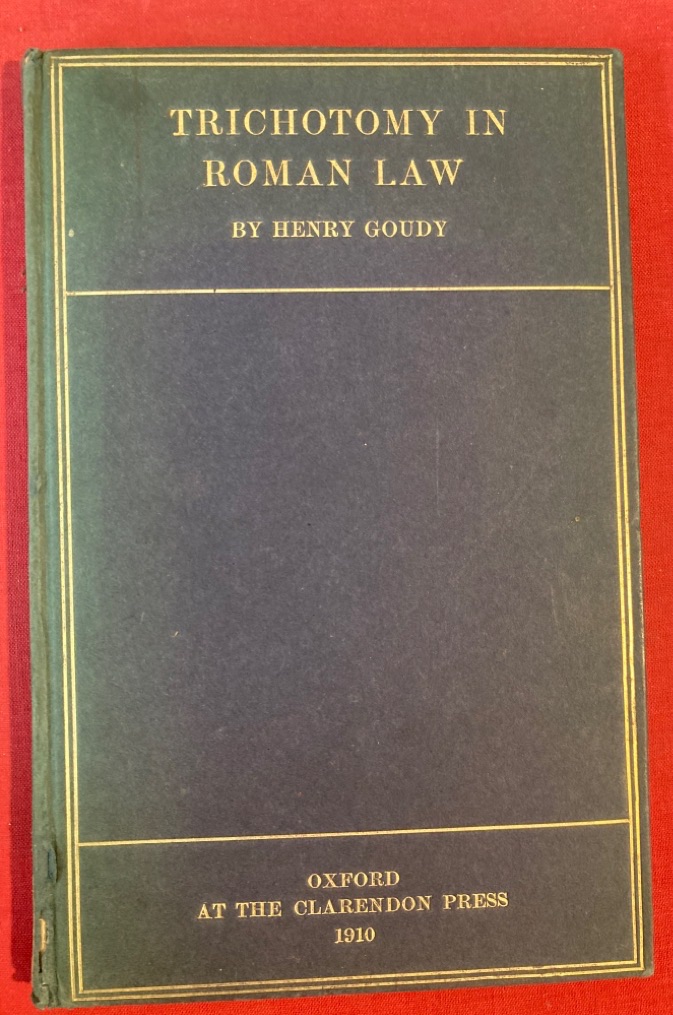 TRICHOTOMY IN
ROMAN LAW
BY HENRY GOUDY
OXFORD
AT THE CLARENDON PRESS
1910